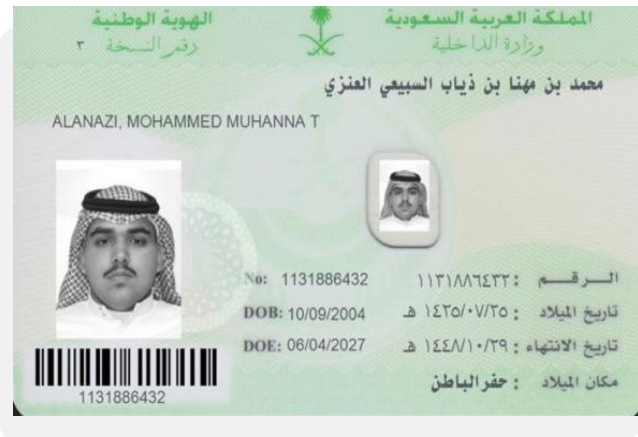 المملكة العربية السعودية
وزارة الداخلية
الهوية الوطنية
رقم النسخة ٣
محمد بن مهنا بن ذياب السبيعي العنزي
ALANAZI, MOHAMMED MUHANNA T
No: 1131886432
الـرقـم : ١١٣١٨٨٦٤٣٢
DOB: 10/09/2004
تاريخ الميلاد : ١٤٣٥/٠٧/٢٥ هـ
DOE: 06/04/2027
تاريخ الانتهاء : ١٤٤٨/١٠/٢٩ هـ
مكان الميلاد : حفر الباطن
1131886432